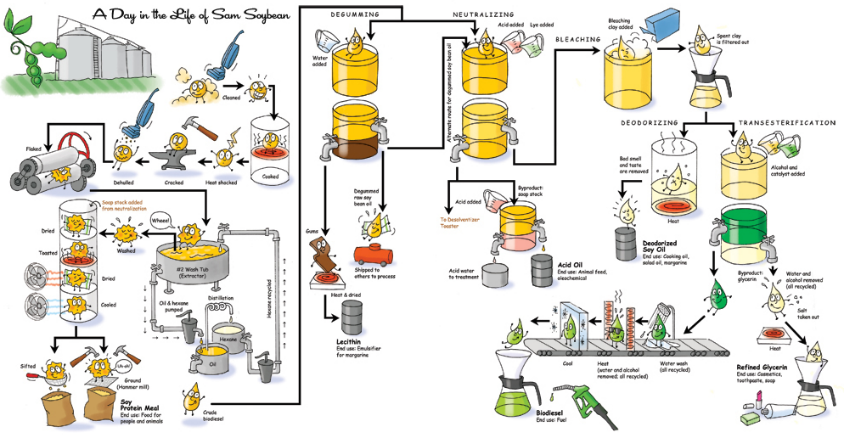 A Day in the Life of Sam Soybean
Cleaned
Cooked
Heat shocked
Cracked
Dehulled
Flaked
Soap stock added
from neutralization
Wheee!
Washed
Dried
Toasted
Dried
Cooled
#2 Wash Tub
(Extractor)
Oil & hexane
pumped
Distillation
Hexane
Oil
Hexane recycled
Sifted
Uh-oh!
Ground
(Hammer mill)
Soy
Protein Meal
End use: Food for
people and animals
Crude
biodiesel
DEGUMMING
Water
added
Gums
Degummed
raw soy
bean oil
Shipped to
others to process
Heat & dried
Lecithin
End use: Emulsifier
for margarine
Alternate route for degummed soy bean oil
NEUTRALIZING
Acid added
Lye added
To Desolventizer
Toaster
Acid added
Byproduct:
soap stock
Acid water
to treatment
Acid Oil
End use: Animal food,
oleochemical
BLEACHING
Bleaching
clay added
Spent clay
is filtered out
DEODORIZING
Bad smell
and taste
are removed
Heat
Deodorized
Soy Oil
End use: Cooking oil,
salad oil, margarine
TRANSESTERIFICATION
Alcohol and
catalyst added
Byproduct:
glycerin
Water and
alcohol removed
(all recycled)
Salt
taken out
Heat
Refined Glycerin
End use: Cosmetics,
toothpaste, soap
Cool
Heat
(water and alcohol
removed; all recycled)
Water wash
(all recycled)
Biodiesel
End use: Fuel